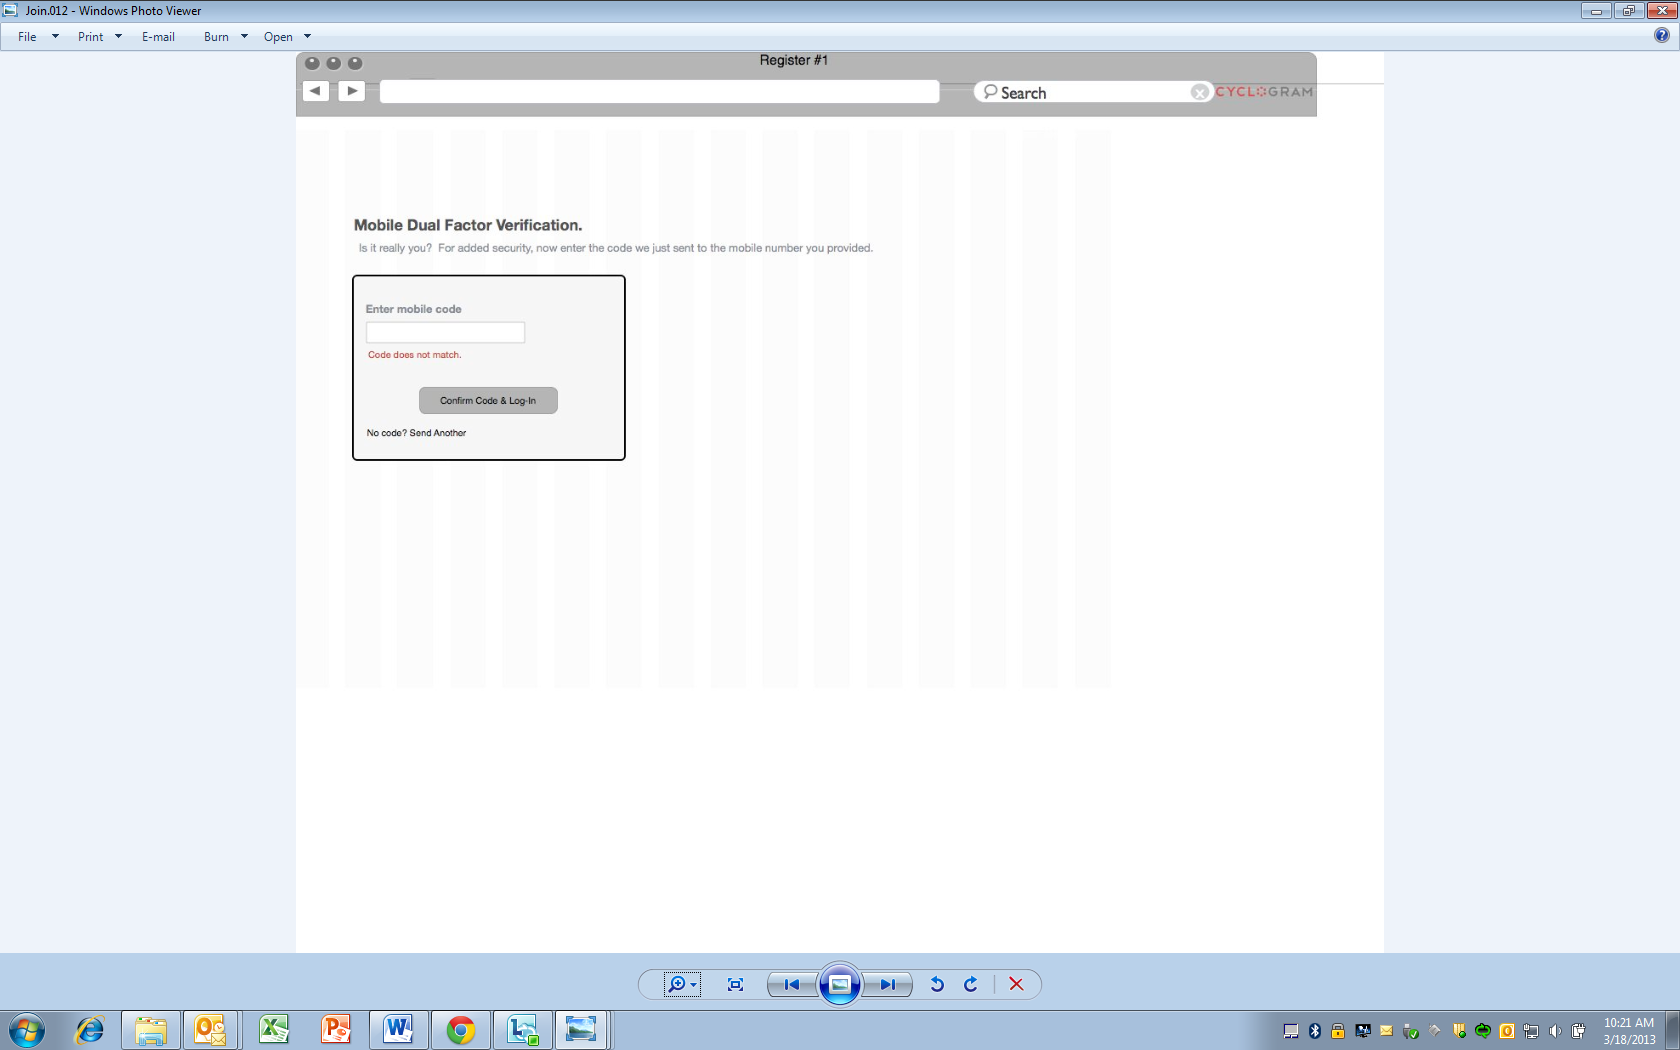 Join.012 - Windows Photo Viewer
File Print E-mail Burn Open
Register #1
Search
CYCLOGRAM
Mobile Dual Factor Verification.
Is it really you? For added security, now enter the code we just sent to the mobile number you provided.
Enter mobile code
Code does not match.
Confirm Code & Log-In
No code? Send Another
10:21 AM
3/18/2013